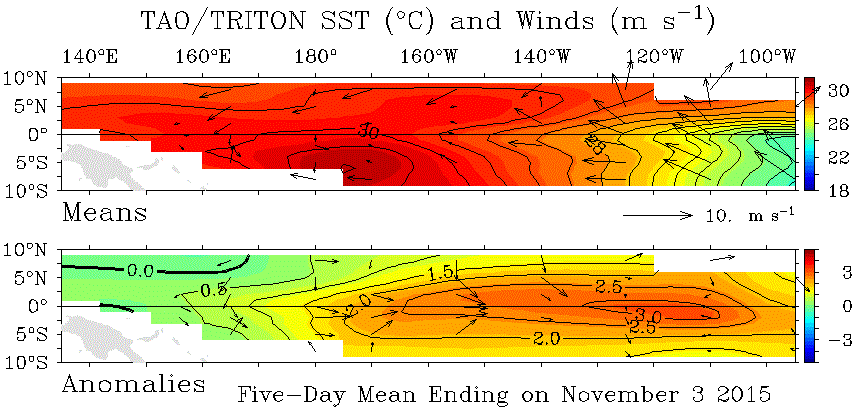 TAO/TRITON SST (°C) and Winds (m s⁻¹)
140°E 160°E 180° 160°W 140°W 120°W 100°W
10°N
5°N
0°
5°S
10°S
30
28
30
26
22
18
Means
10. m s⁻¹
10°N
5°N
0°
5°S
10°S
0.0
0.5
1.5
2.0
2.5
3.0
2.5
2.0
3
0
−3
Anomalies
Five−Day Mean Ending on November 3 2015